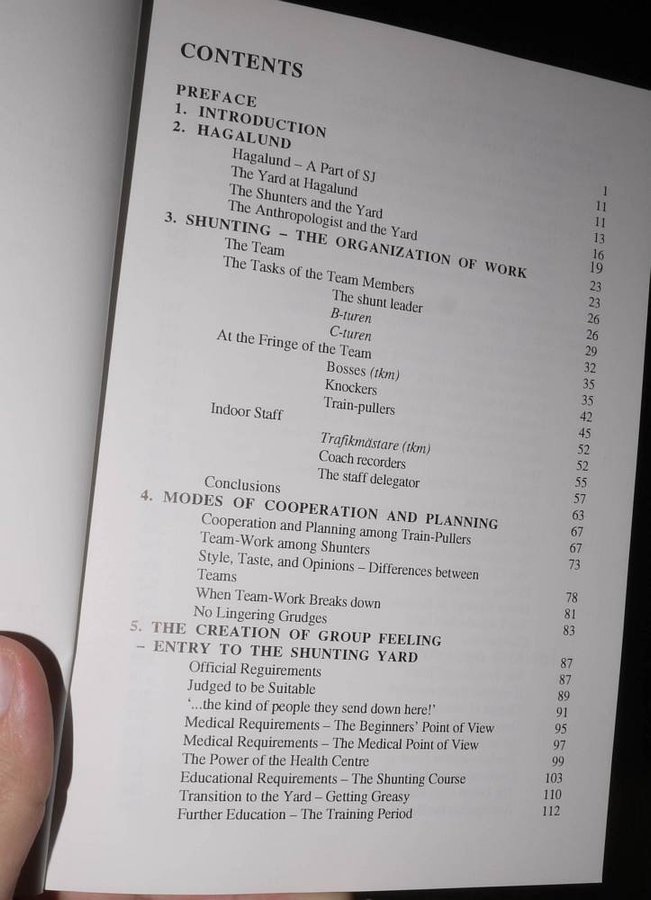 CONTENTS
PREFACE
1. INTRODUCTION 1
2. HAGALUND 11
Hagalund – A Part of SJ 11
The Yard at Hagalund 13
The Shunters and the Yard 16
The Anthropologist and the Yard 19
3. SHUNTING – THE ORGANIZATION OF WORK 23
The Team 23
The Tasks of the Team Members 26
The shunt leader 26
B-turen 29
C-turen 32
At the Fringe of the Team 35
Bosses (tkm) 35
Knockers 42
Train-pullers 45
Indoor Staff 52
Trafikmästare (tkm) 52
Coach recorders 55
The staff delegator 57
Conclusions 63
4. MODES OF COOPERATION AND PLANNING 67
Cooperation and Planning among Train-Pullers 67
Team-Work among Shunters 73
Style, Taste, and Opinions – Differences between
Teams 78
When Team-Work Breaks down 81
No Lingering Grudges 83
5. THE CREATION OF GROUP FEELING
– ENTRY TO THE SHUNTING YARD 87
Official Reguirements 87
Judged to be Suitable 89
‘...the kind of people they send down here!’ 91
Medical Requirements – The Beginners’ Point of View 95
Medical Requirements – The Medical Point of View 97
The Power of the Health Centre 99
Educational Requirements – The Shunting Course 103
Transition to the Yard – Getting Greasy 110
Further Education – The Training Period 112